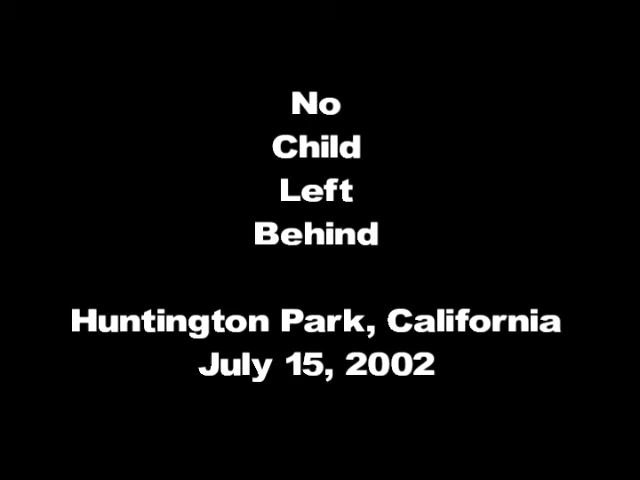 No
Child
Left
Behind
Huntington Park, California
July 15, 2002